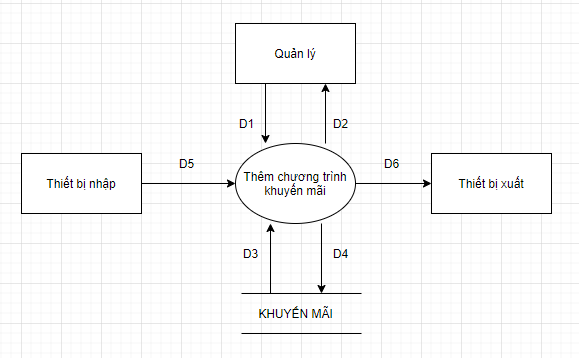 Quản lý
D1
D2
Thiết bị nhập
D5
Thêm chương trình
khuyến mãi
D6
Thiết bị xuất
D3
D4
KHUYẾN MÃI